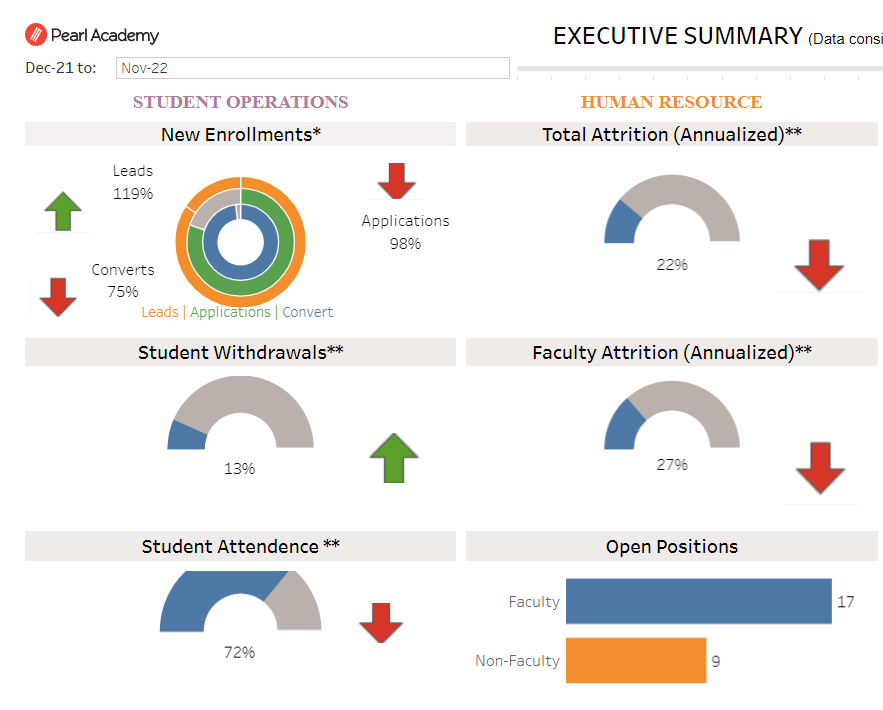 Pearl Academy
EXECUTIVE SUMMARY (Data consi
Dec-21 to: Nov-22
STUDENT OPERATIONS
New Enrollments*
Leads
119%
Applications
98%
Converts
75%
Leads | Applications | Convert
Student Withdrawals**
13%
Student Attendence **
72%
HUMAN RESOURCE
Total Attrition (Annualized)**
22%
Faculty Attrition (Annualized)**
27%
Open Positions
Faculty 17
Non-Faculty 9